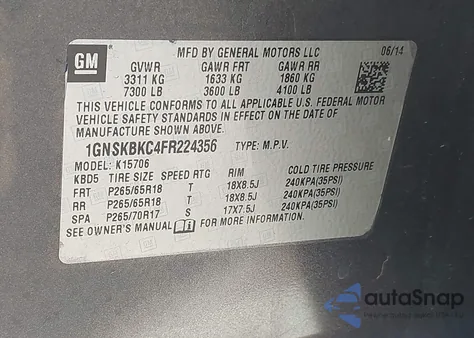 GM
MFD BY GENERAL MOTORS LLC 06/14
GVWR GAWR FRT GAWR RR
3311 KG 1633 KG 1860 KG
7300 LB 3600 LB 4100 LB
THIS VEHICLE CONFORMS TO ALL APPLICABLE U.S. FEDERAL MOTOR
VEHICLE SAFETY STANDARDS IN EFFECT ON THE DATE OF
MANUFACTURE SHOWN ABOVE.
1GNSKBKC4FR224356 TYPE: M.P.V.
MODEL: K15706
KBD5 TIRE SIZE SPEED RTG RIM COLD TIRE PRESSURE
FRT P265/65R18 T 18X8.5J 240KPA(35PSI)
RR P265/65R18 T 18X8.5J 240KPA(35PSI)
SPA P265/70R17 S 17X7.5J 240KPA(35PSI)
SEE OWNER'S MANUAL FOR MORE INFORMATION.
autoSnap